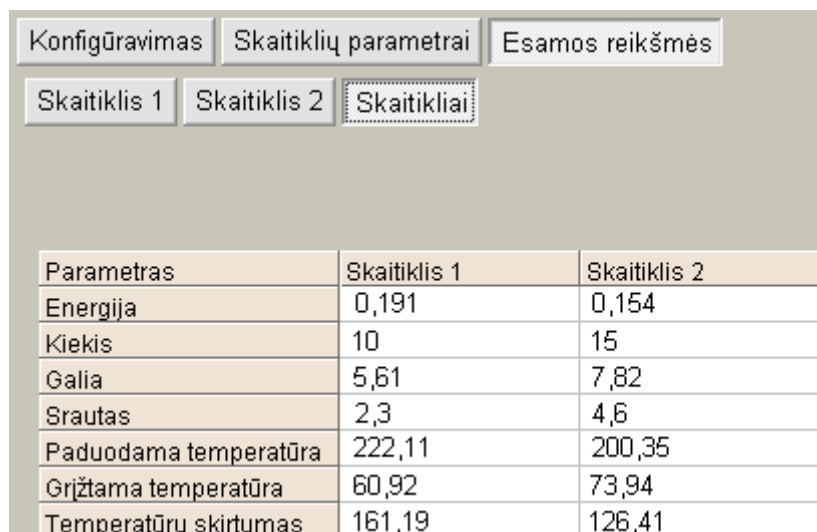 Konfigūravimas Skaitiklių parametrai Esamos reikšmės
Skaitiklis 1 Skaitiklis 2 Skaitikliai
Parametras Skaitiklis 1 Skaitiklis 2
Energija 0,191 0,154
Kiekis 10 15
Galia 5,61 7,82
Srautas 2,3 4,6
Paduodama temperatūra 222,11 200,35
Grįžtama temperatūra 60,92 73,94
Temperatūrų skirtumas 161,19 126,41